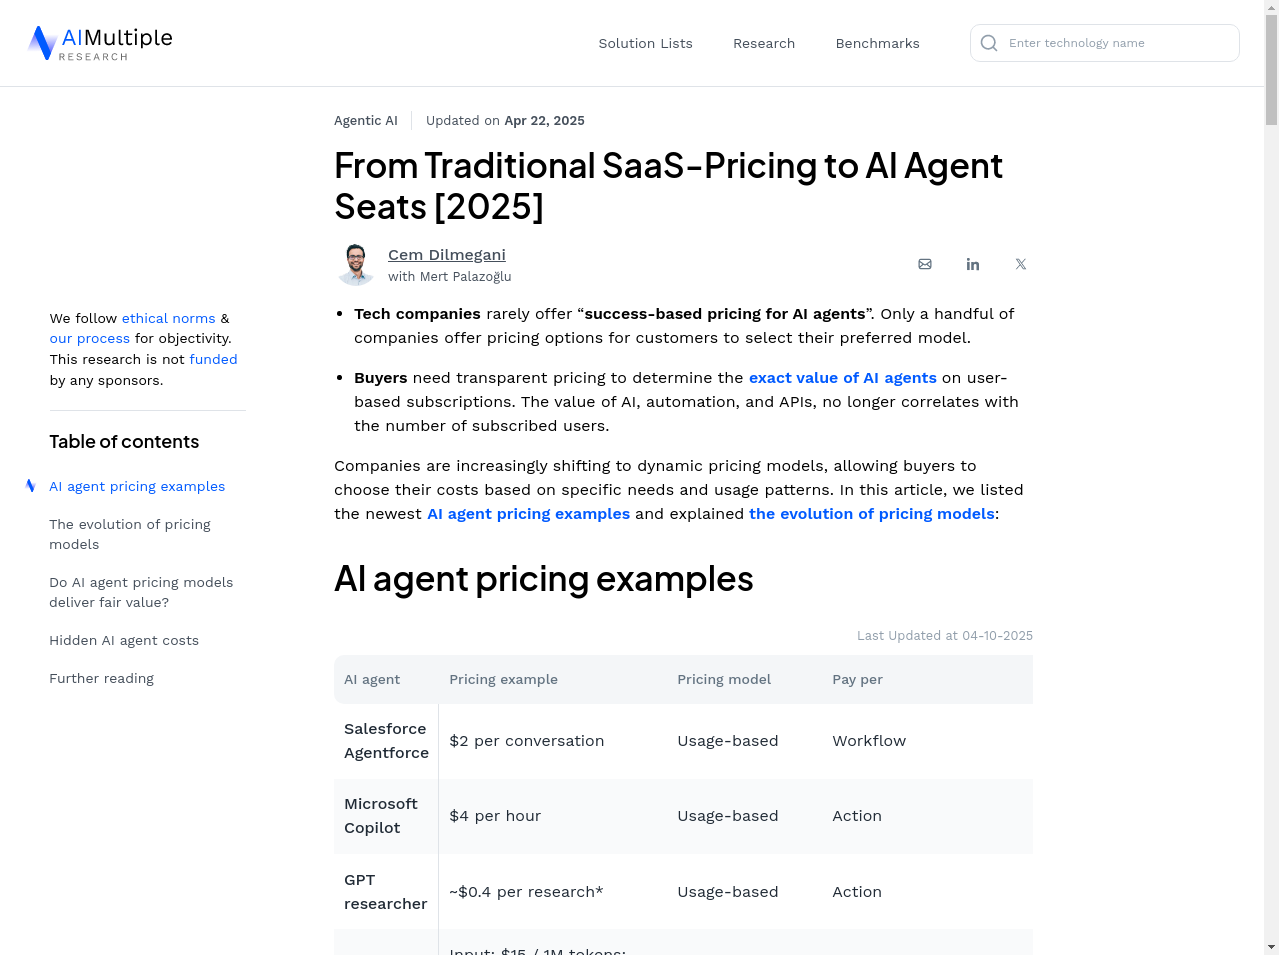 AIMultiple
RESEARCH
Solution Lists
Research
Benchmarks
Enter technology name
Agentic AI
Updated on Apr 22, 2025
From Traditional SaaS-Pricing to AI Agent
Seats [2025]
Cem Dilmegani
with Mert Palazoğlu
• Tech companies rarely offer “success-based pricing for AI agents”. Only a handful of
companies offer pricing options for customers to select their preferred model.
• Buyers need transparent pricing to determine the exact value of AI agents on user-
based subscriptions. The value of AI, automation, and APIs, no longer correlates with
the number of subscribed users.
Companies are increasingly shifting to dynamic pricing models, allowing buyers to
choose their costs based on specific needs and usage patterns. In this article, we listed
the newest AI agent pricing examples and explained the evolution of pricing models:
We follow ethical norms &
our process for objectivity.
This research is not funded
by any sponsors.
Table of contents
AI agent pricing examples
The evolution of pricing
models
Do AI agent pricing models
deliver fair value?
Hidden AI agent costs
Further reading
AI agent pricing examples
Last Updated at 04-10-2025
AI agent Pricing example Pricing model Pay per
Salesforce
Agentforce
$2 per conversation Usage-based Workflow
Microsoft
Copilot
$4 per hour Usage-based Action
GPT
researcher
~$0.4 per research* Usage-based Action
Input: $15 / 1M tokens;